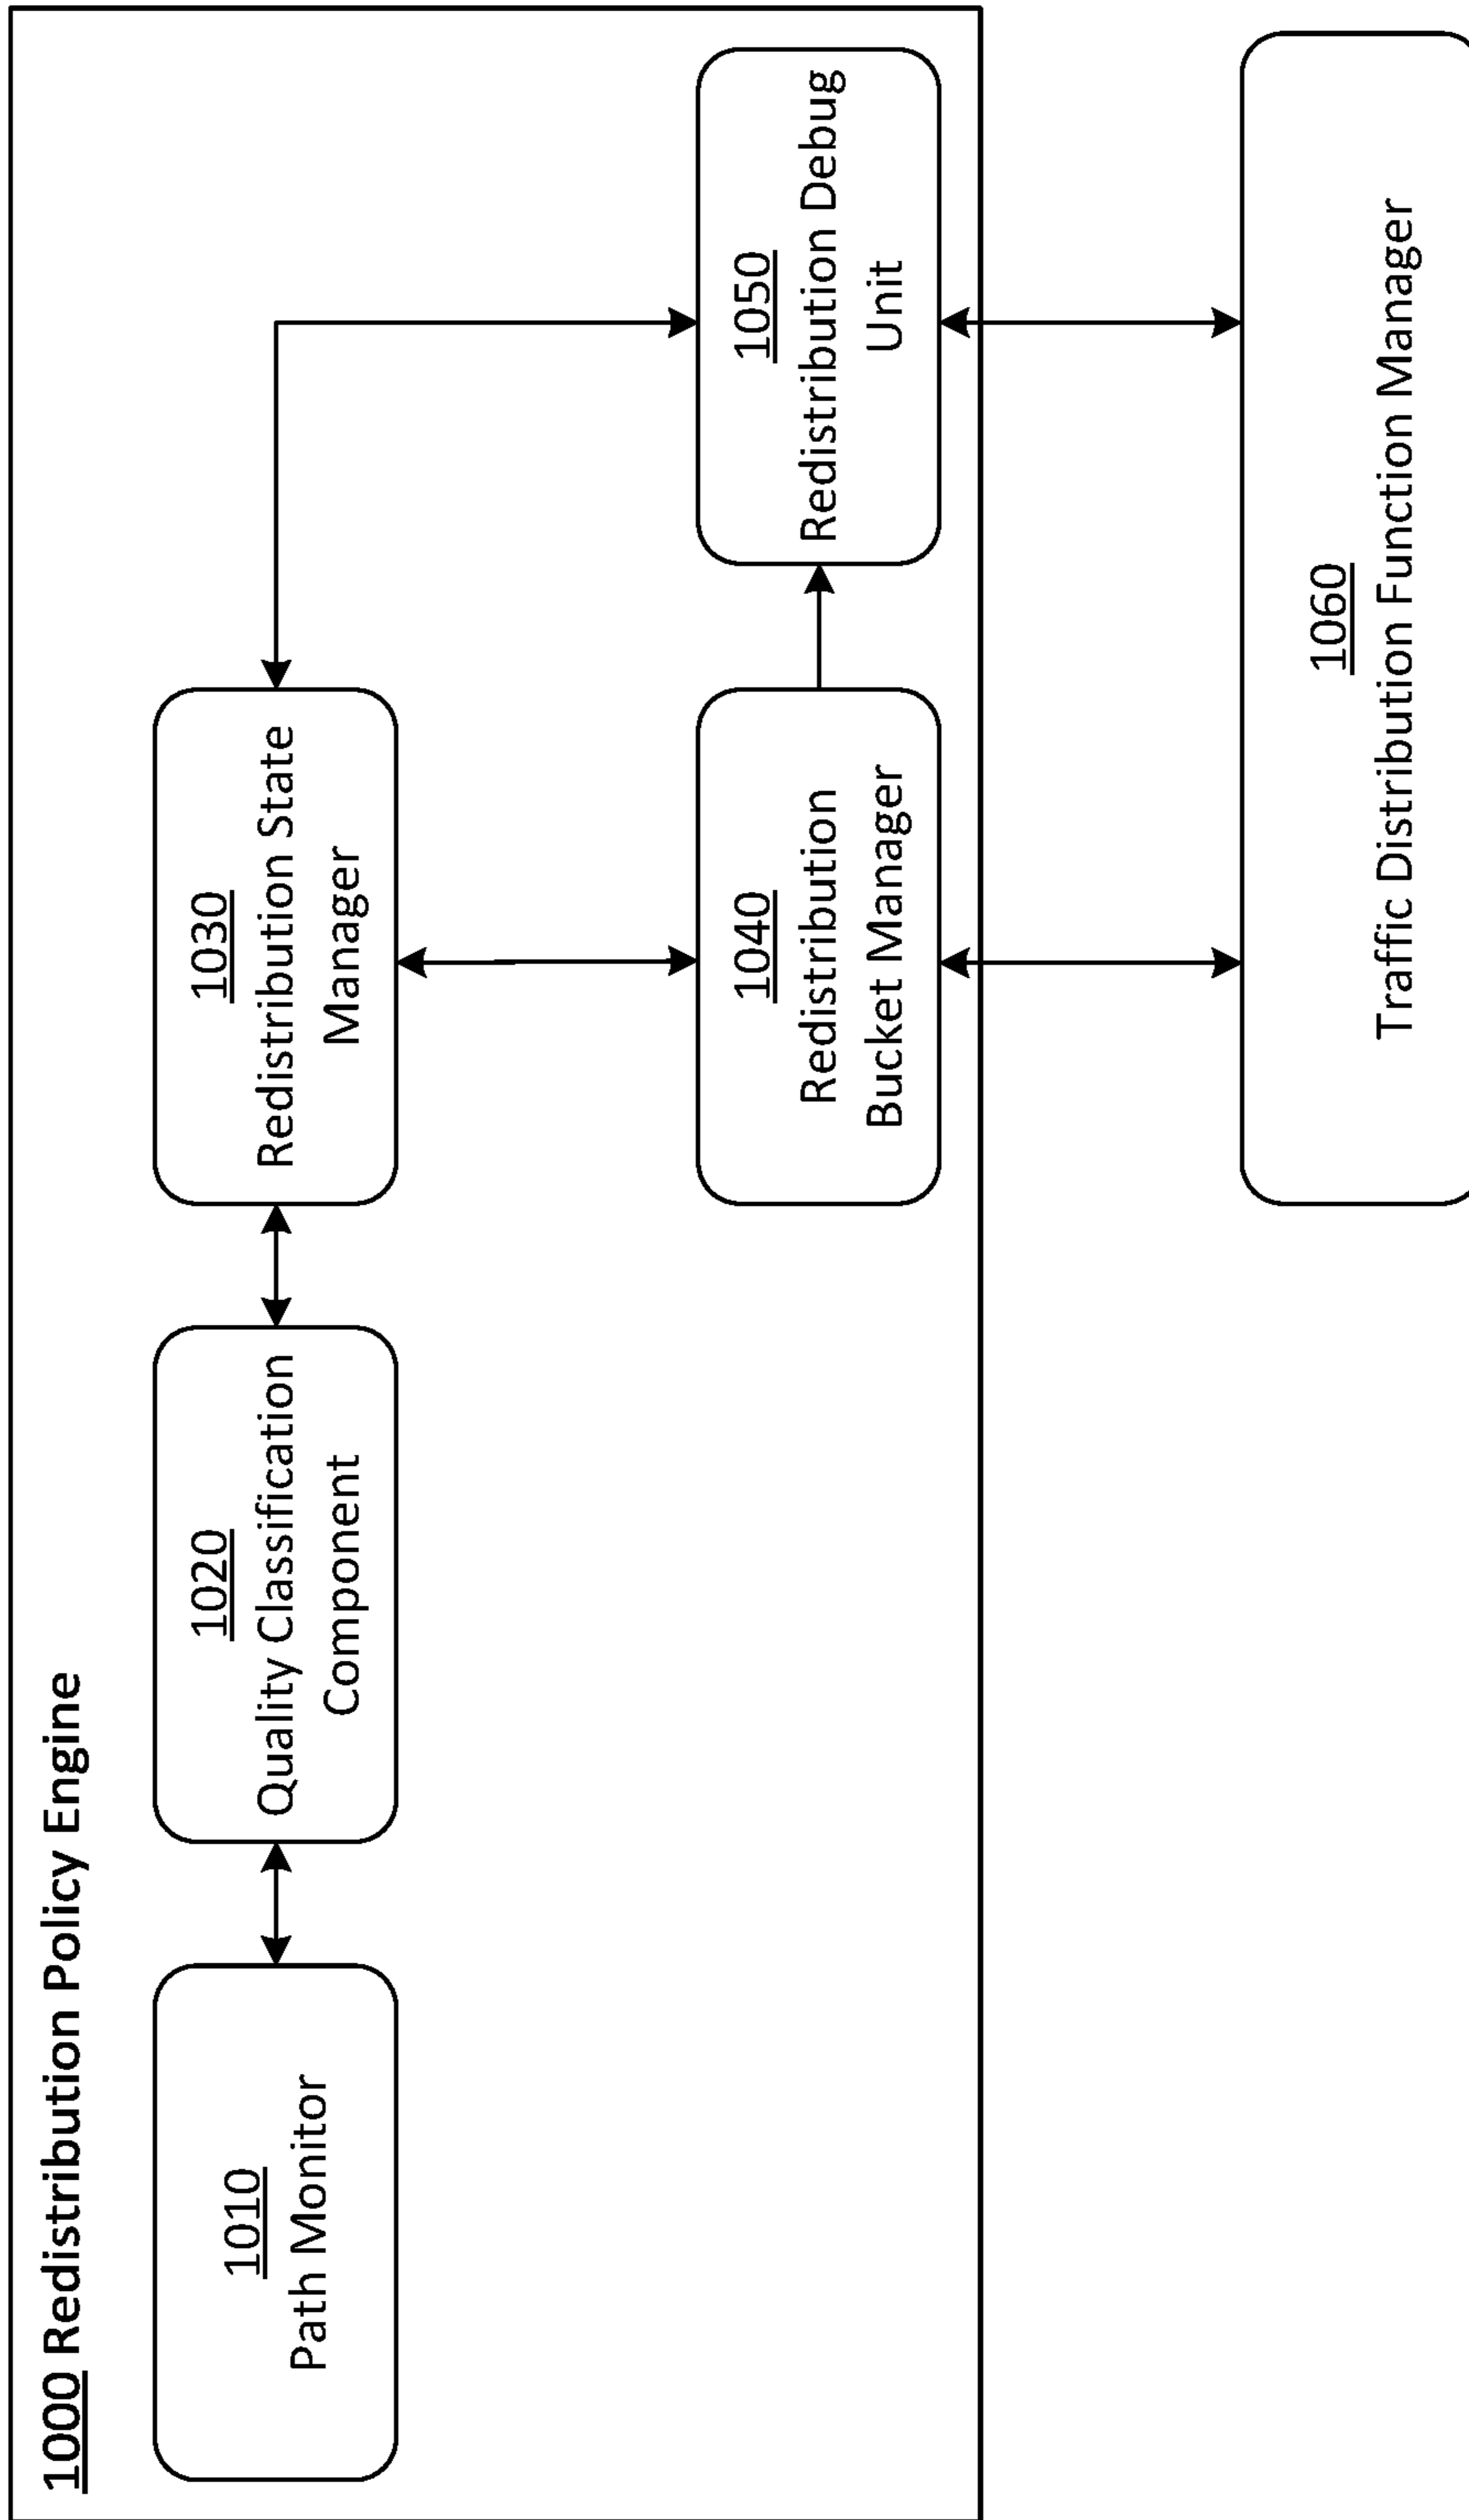 1000 Redistribution Policy Engine
1010
Path Monitor
1020
Quality Classification
Component
1030
Redistribution State
Manager
1040
Redistribution
Bucket Manager
1050
Redistribution Debug
Unit
1060
Traffic Distribution Function Manager